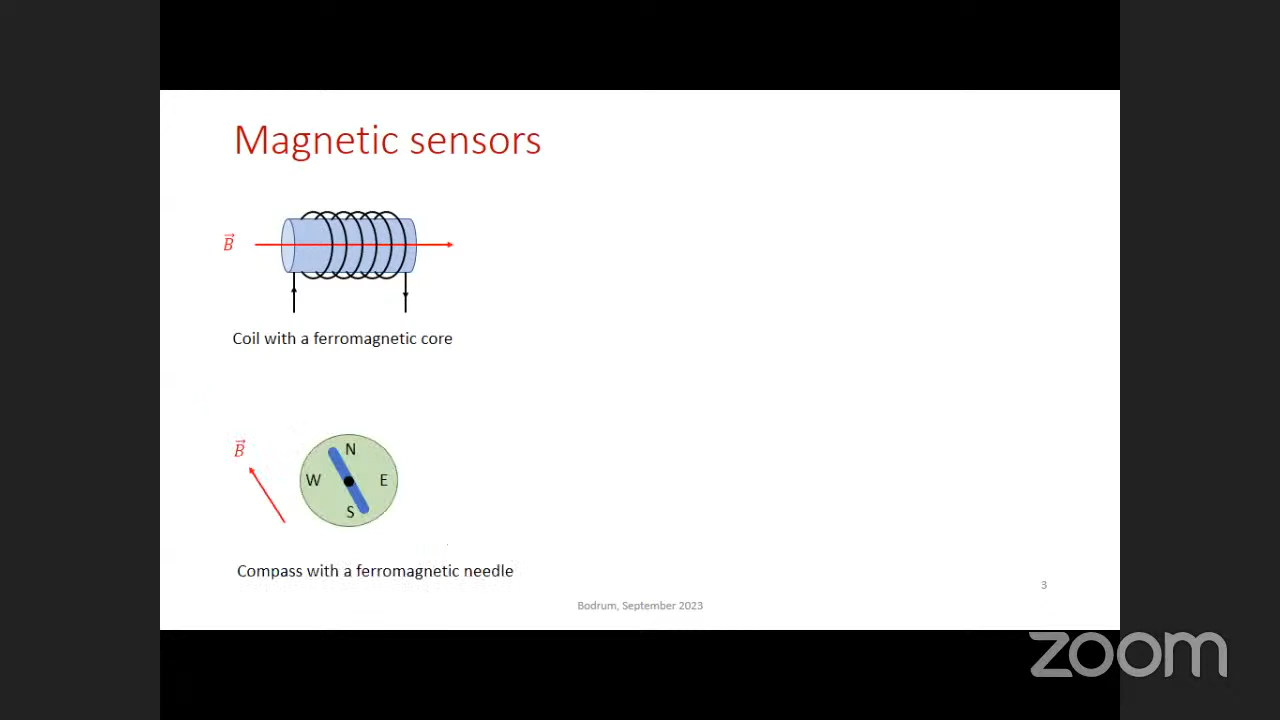 Magnetic sensors
B⃗
Coil with a ferromagnetic core
B⃗
N
W E
S
Compass with a ferromagnetic needle
3
Bodrum, September 2023
zoom